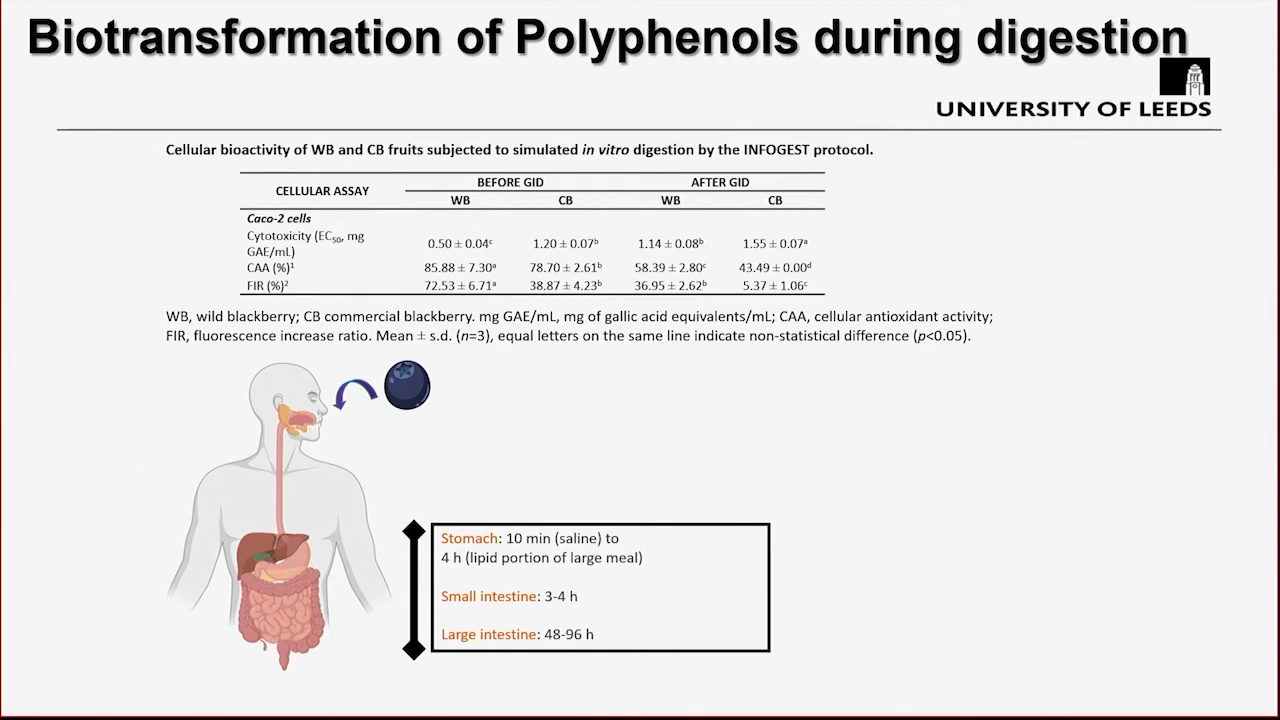 Biotransformation of Polyphenols during digestion
UNIVERSITY OF LEEDS
Cellular bioactivity of WB and CB fruits subjected to simulated in vitro digestion by the INFOGEST protocol.
CELLULAR ASSAY BEFORE GID AFTER GID
WB CB WB CB
Caco-2 cells
Cytotoxicity (EC50, mg
GAE/mL) 0.50 ± 0.04ᶜ 1.20 ± 0.07ᵇ 1.14 ± 0.08ᵇ 1.55 ± 0.07ᵃ
CAA (%)¹ 85.88 ± 7.30ᵃ 78.70 ± 2.61ᵇ 58.39 ± 2.80ᶜ 43.49 ± 0.00ᵈ
FIR (%)² 72.53 ± 6.71ᵃ 38.87 ± 4.23ᵇ 36.95 ± 2.62ᵇ 5.37 ± 1.06ᶜ
WB, wild blackberry; CB commercial blackberry. mg GAE/mL, mg of gallic acid equivalents/mL; CAA, cellular antioxidant activity;
FIR, fluorescence increase ratio. Mean ± s.d. (n=3), equal letters on the same line indicate non-statistical difference (p<0.05).
Stomach: 10 min (saline) to
4 h (lipid portion of large meal)
Small intestine: 3-4 h
Large intestine: 48-96 h